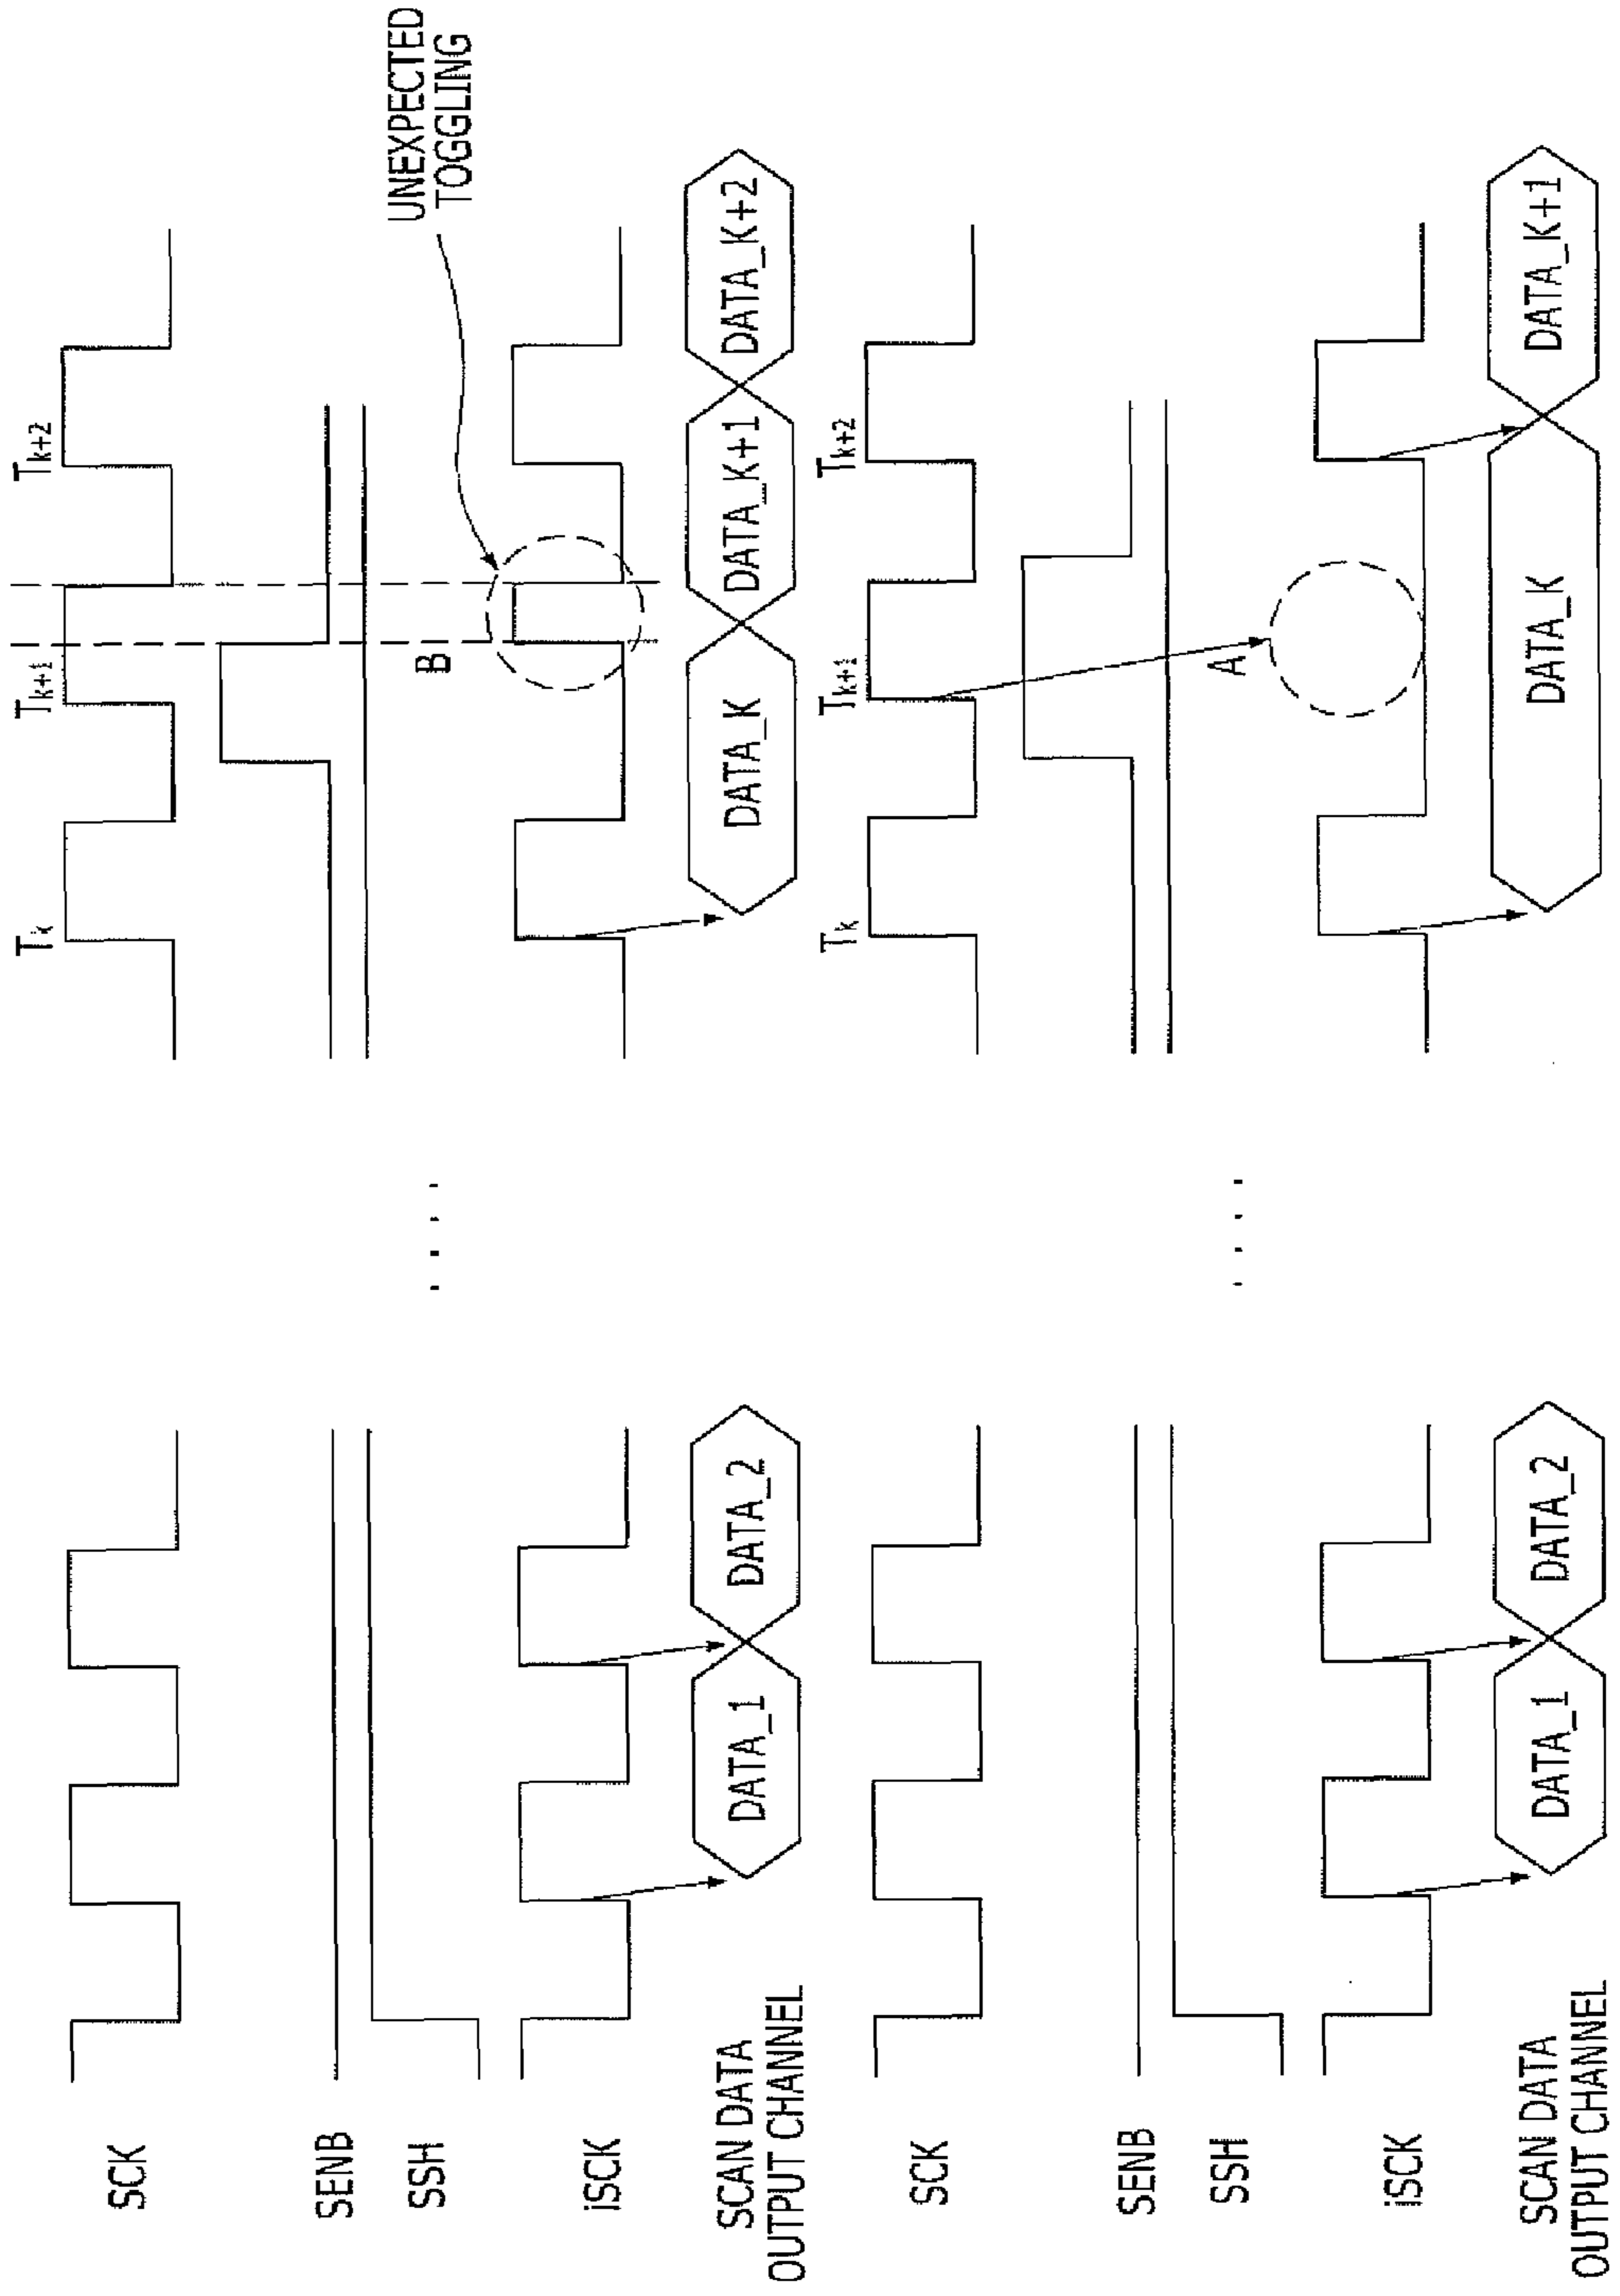 SCK
Tk
Tk+1
Tk+2
SENB
SSH
B
UNEXPECTED
TOGGLING
iSCK
SCAN DATA
OUTPUT CHANNEL
DATA_1
DATA_2
DATA_K
DATA_K+1
DATA_K+2
SCK
Tk
Tk+1
Tk+2
SENB
SSH
A
iSCK
SCAN DATA
OUTPUT CHANNEL
DATA_1
DATA_2
DATA_K
DATA_K+1